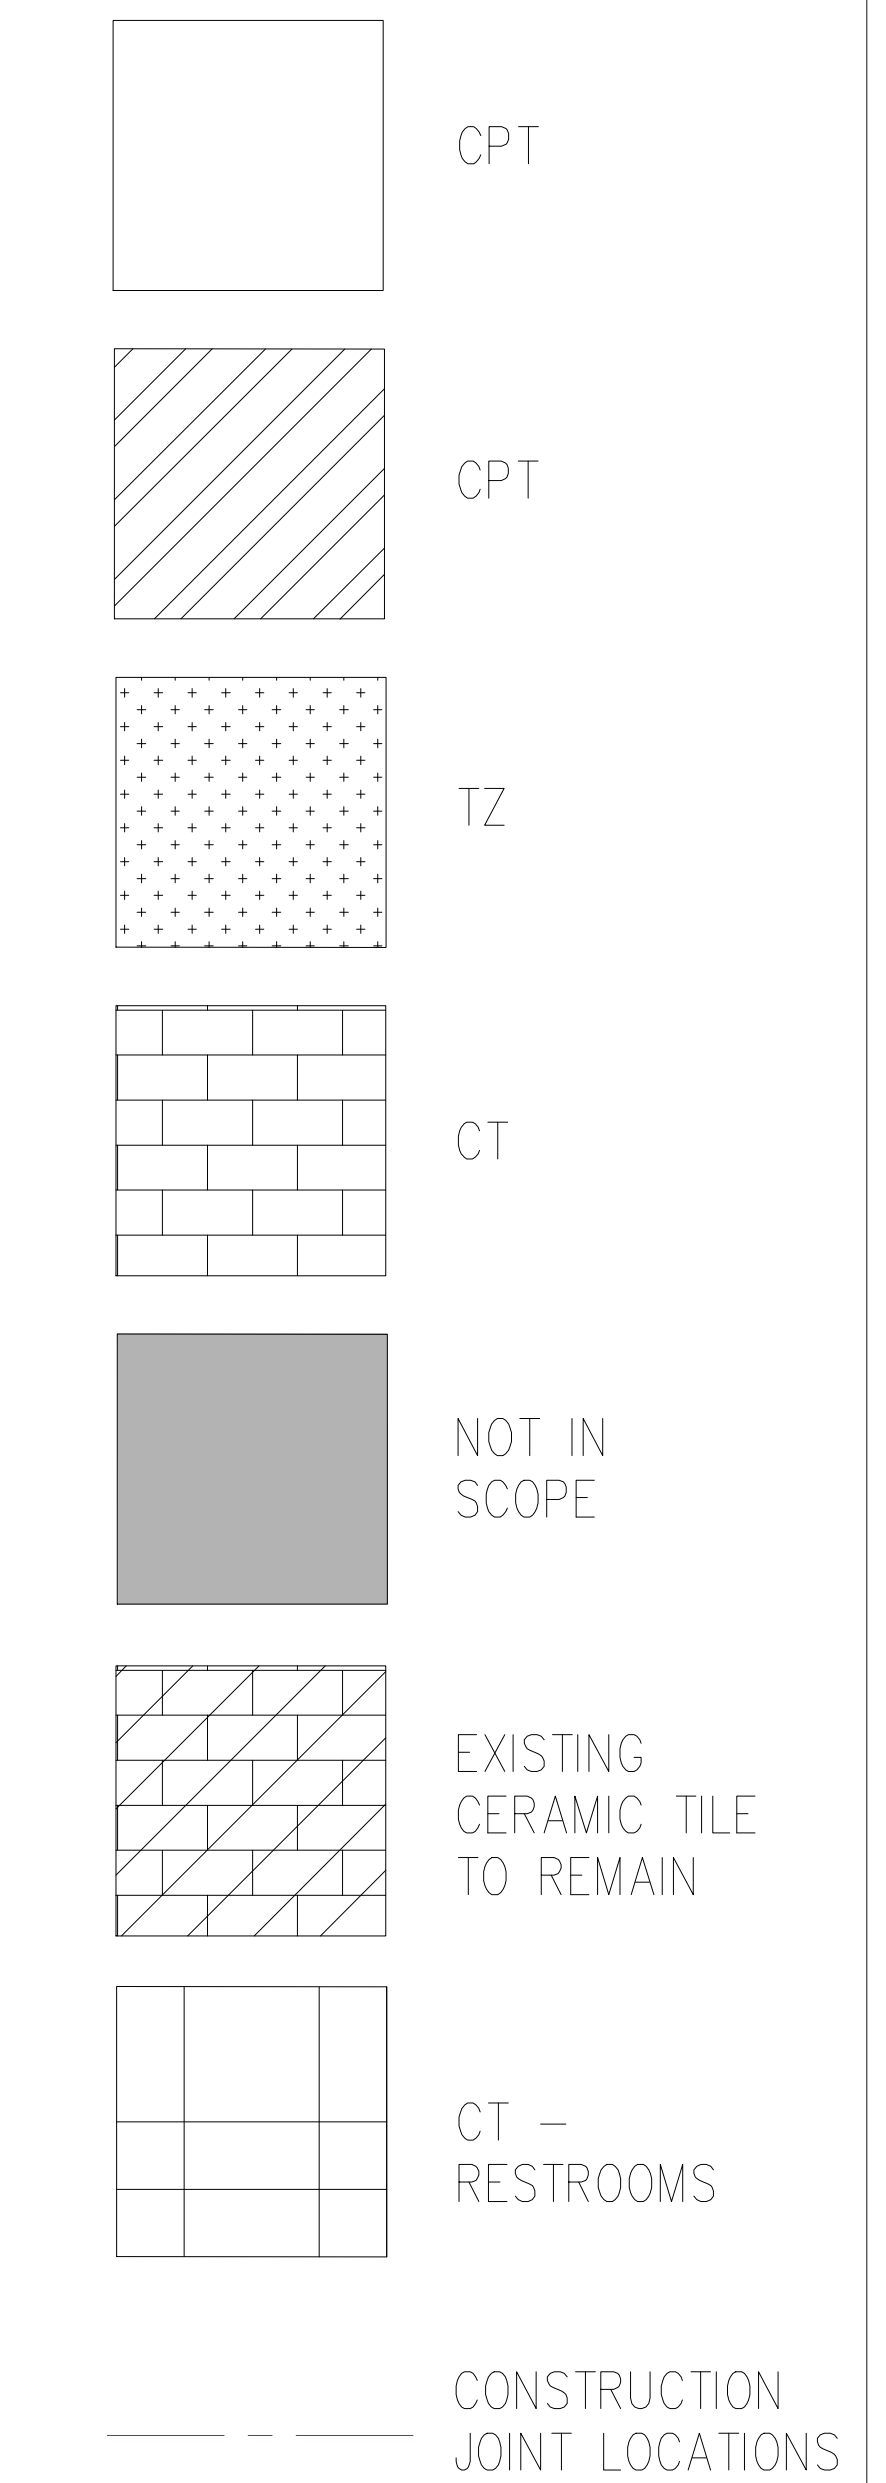 CPT
CPT
TZ
CT
NOT IN
SCOPE
EXISTING
CERAMIC TILE
TO REMAIN
CT –
RESTROOMS
CONSTRUCTION
JOINT LOCATIONS